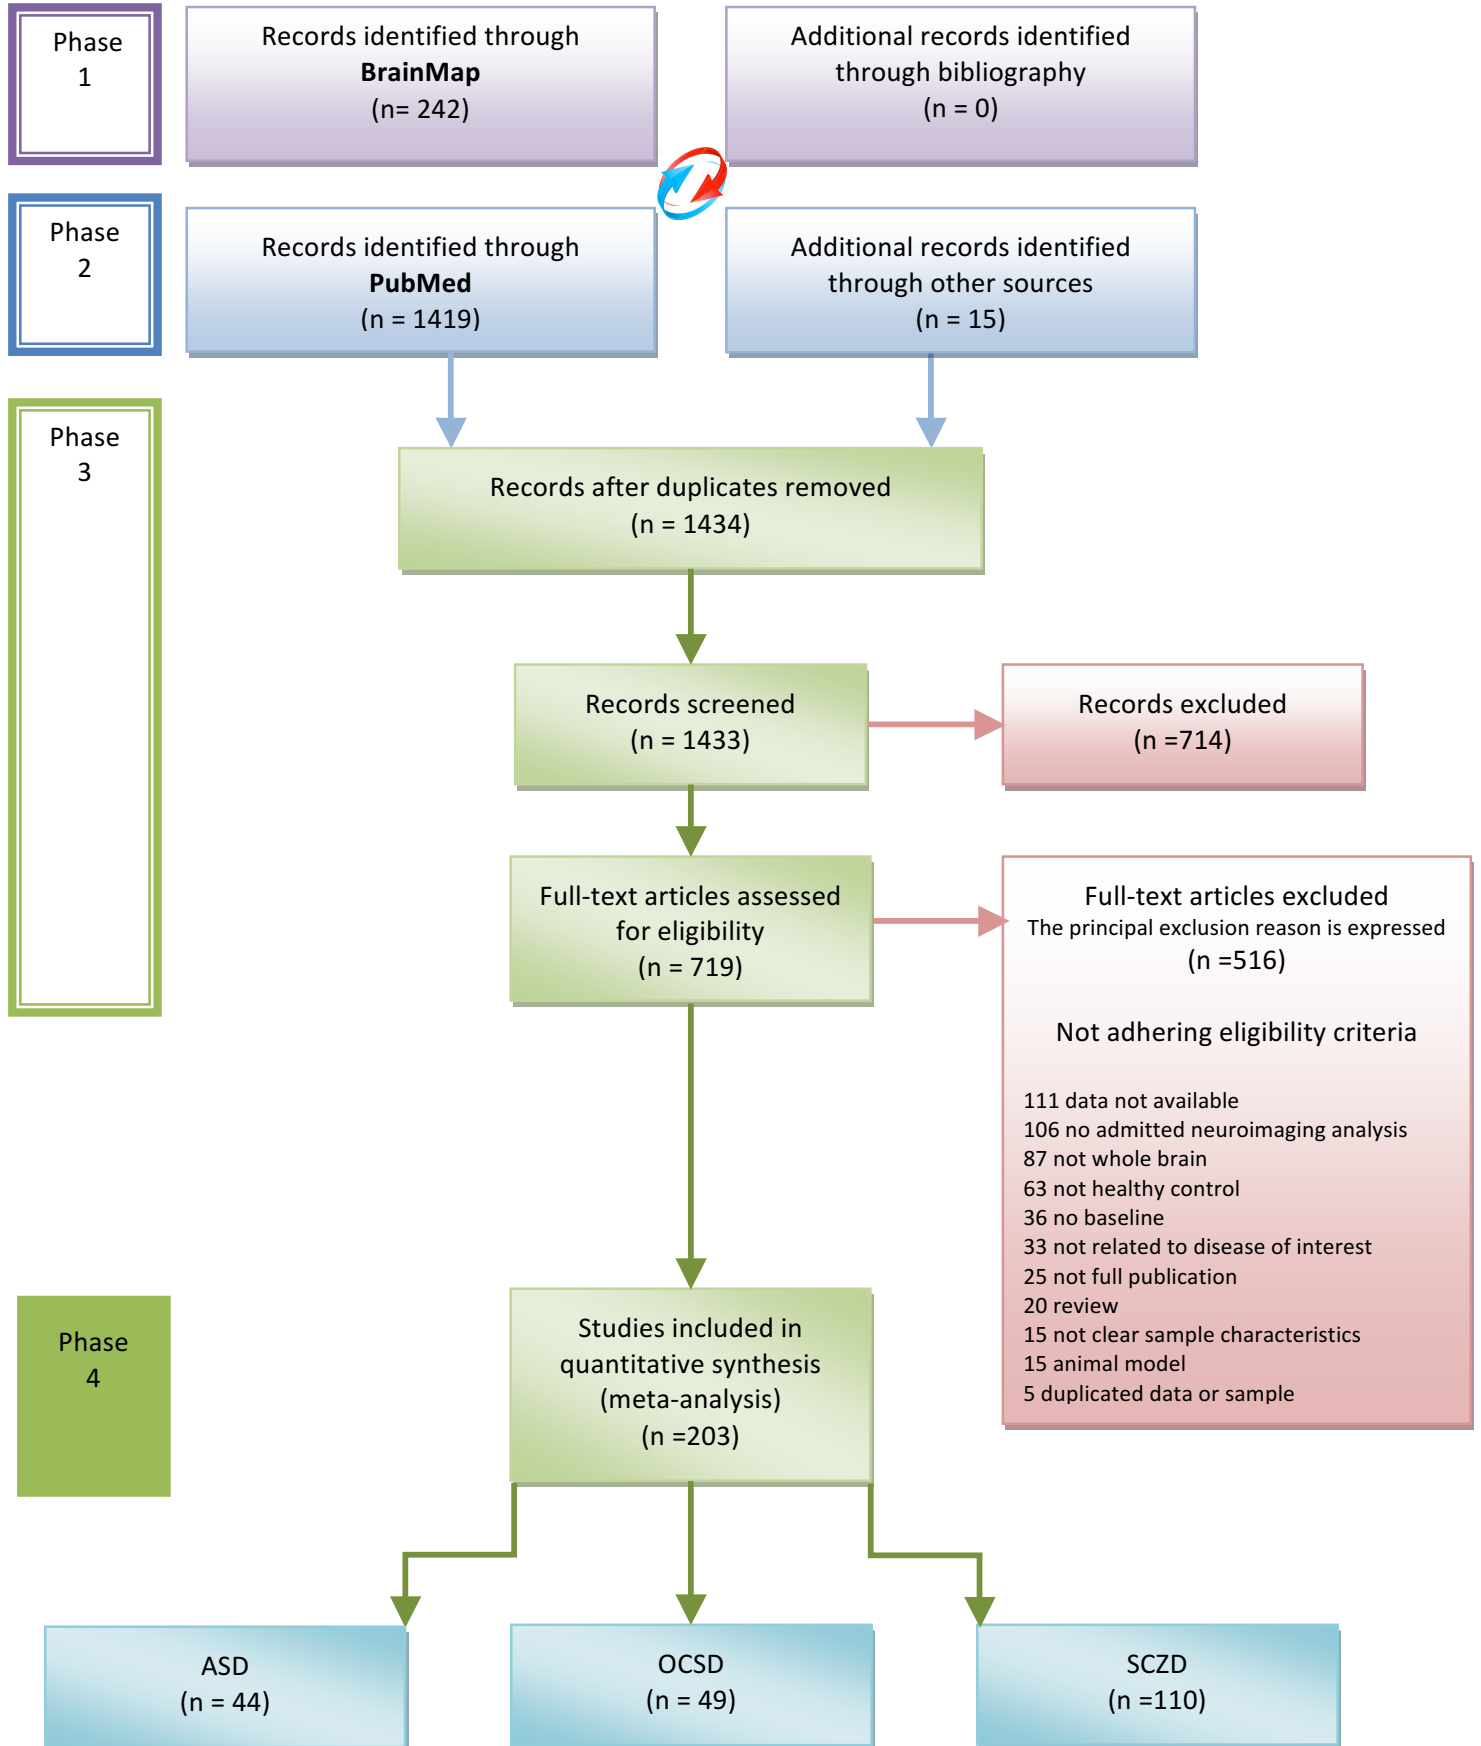 Phase
1
Records identified through
BrainMap
(n= 242)
Additional records identified
through bibliography
(n = 0)
Phase
2
Records identified through
PubMed
(n = 1419)
Additional records identified
through other sources
(n = 15)
Phase
3
Records after duplicates removed
(n = 1434)
Records screened
(n = 1433)
Records excluded
(n =714)
Full-text articles assessed
for eligibility
(n = 719)
Full-text articles excluded
The principal exclusion reason is expressed
(n =516)
Not adhering eligibility criteria
111 data not available
106 no admitted neuroimaging analysis
87 not whole brain
63 not healthy control
36 no baseline
33 not related to disease of interest
25 not full publication
20 review
15 not clear sample characteristics
15 animal model
5 duplicated data or sample
Phase
4
Studies included in
quantitative synthesis
(meta-analysis)
(n =203)
ASD
(n = 44)
OCSD
(n = 49)
SCZD
(n =110)